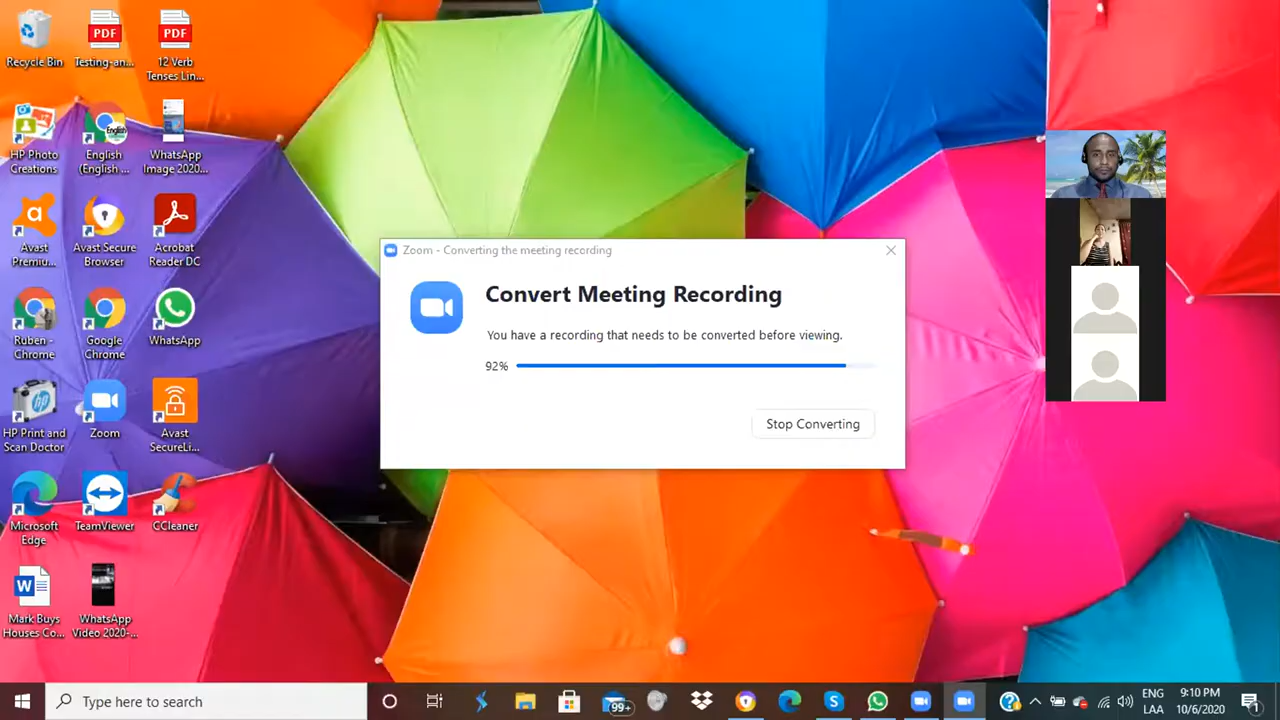 Recycle Bin
PDF
Testing-an...
PDF
12 Verb
Tenses Lin...
HP Photo
Creations
English
English
(English ...
WhatsApp
Image 2020...
Avast
Premiu...
Avast Secure
Browser
Acrobat
Reader DC
Ruben -
Chrome
Google
Chrome
WhatsApp
HP Print and
Scan Doctor
Zoom
Avast
SecureLi...
Microsoft
Edge
TeamViewer
CCleaner
Mark Buys
Houses Co...
WhatsApp
Video 2020-...
Zoom - Converting the meeting recording
Convert Meeting Recording
You have a recording that needs to be converted before viewing.
92%
Stop Converting
Type here to search
99+
ENG
LAA
9:10 PM
10/6/2020
1